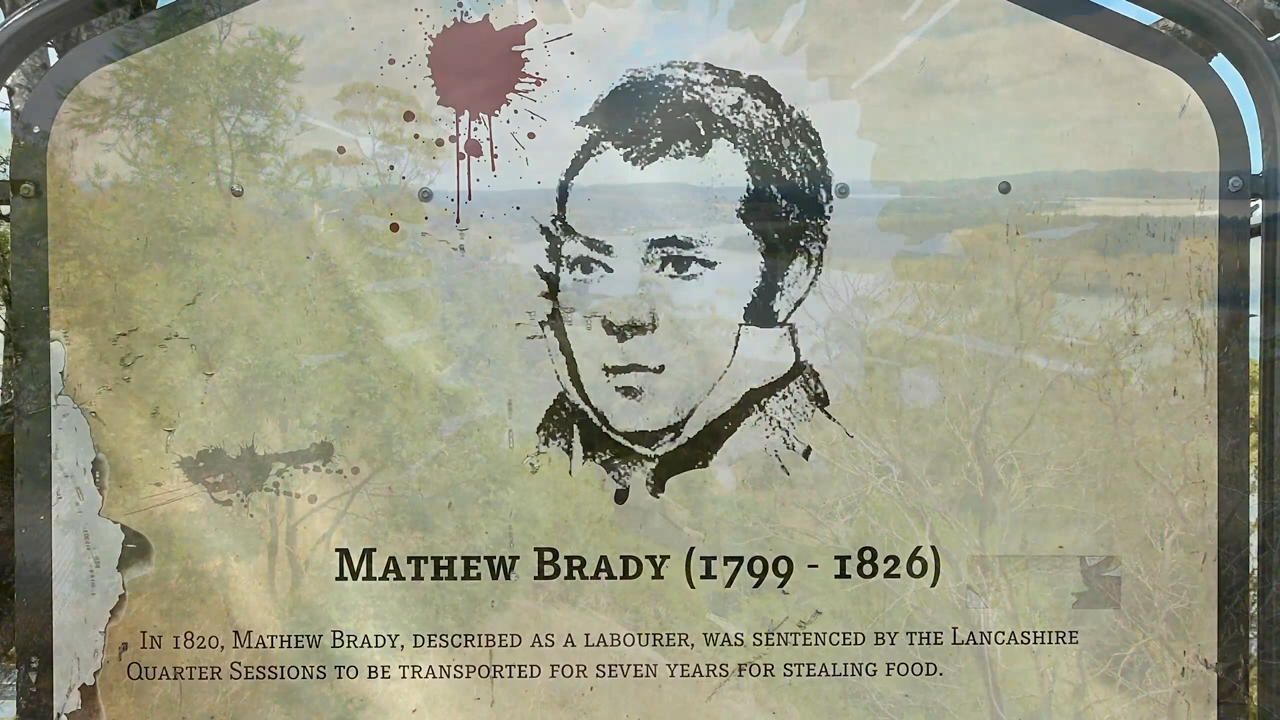 Mathew Brady (1799 - 1826)
In 1820, Mathew Brady, described as a labourer, was sentenced by the Lancashire
Quarter Sessions to be transported for seven years for stealing food.